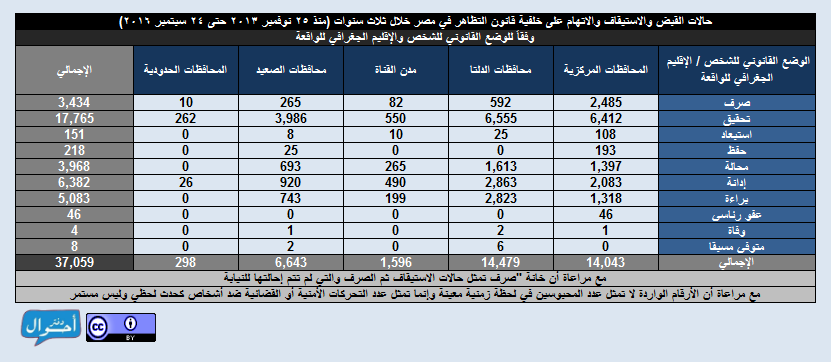 حالات القبض والاستيقاف والاتهام على خلفية قانون التظاهر في مصر خلال ثلاث سنوات (منذ ٢٥ نوفمبر ٢٠١٣ حتى ٢٤ سبتمبر ٢٠١٦)
وفقاً للوضع القانوني للشخص والإقليم الجغرافي للواقعة
الوضع القانوني للشخص / الإقليم الجغرافي للواقعة المحافظات المركزية محافظات الدلتا مدن القناة محافظات الصعيد المحافظات الحدودية الإجمالي
صرف 2,485 592 82 265 10 3,434
تحقيق 6,412 6,555 550 3,986 262 17,765
استبعاد 108 25 10 8 0 151
حفظ 193 0 0 25 0 218
محالة 1,397 1,613 265 693 0 3,968
إدانة 2,083 2,863 490 920 26 6,382
براءة 1,318 2,823 199 743 0 5,083
عفو رئاسي 46 0 0 0 0 46
وفاة 1 2 0 1 0 4
متوفي مسبقا 0 6 0 2 0 8
الإجمالي 14,043 14,479 1,596 6,643 298 37,059
مع مراعاة أن خانة "صرف تمثل حالات الاستيقاف ثم الصرف والتي لم تتم إحالتها للنيابة
مع مراعاة أن الأرقام الواردة لا تمثل عدد المحبوسين في لحظة زمنية معينة وإنما تمثل عدد التحركات الأمنية أو القضائية ضد أشخاص كحدث لحظي وليس مستمر
دفتر أحوال
cc
BY